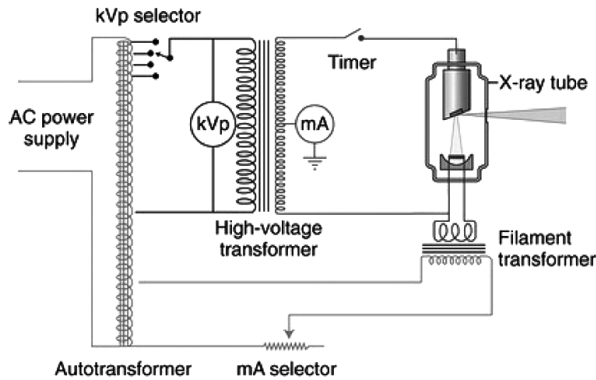 kVp selector
Timer
X-ray tube
AC power
supply
kVp
mA
High-voltage
transformer
Filament
transformer
Autotransformer
mA selector